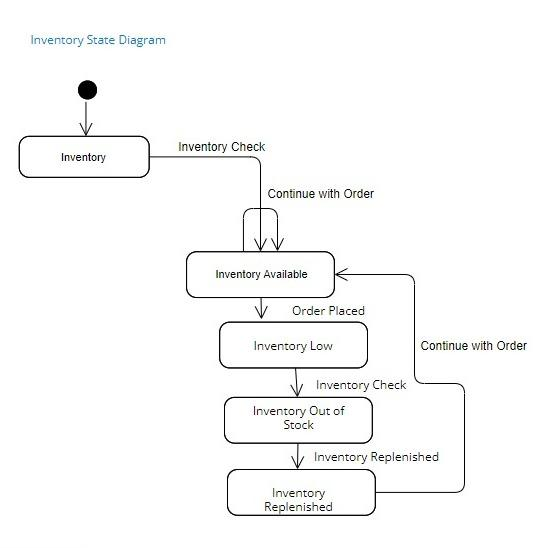 Inventory State Diagram
Inventory
Inventory Check
Continue with Order
Inventory Available
Order Placed
Inventory Low
Continue with Order
Inventory Check
Inventory Out of
Stock
Inventory Replenished
Inventory
Replenished